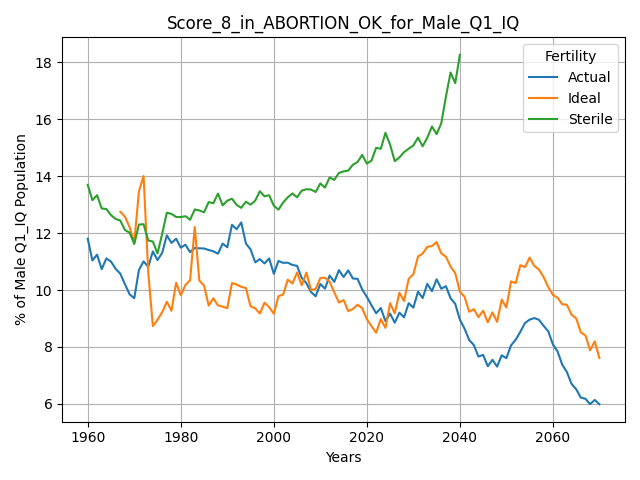 Score_8_in_ABORTION_OK_for_Male_Q1_IQ
% of Male Q1_IQ Population
18
16
14
12
10
8
6
Fertility
Actual
Ideal
Sterile
1960
1980
2000
2020
2040
2060
Years